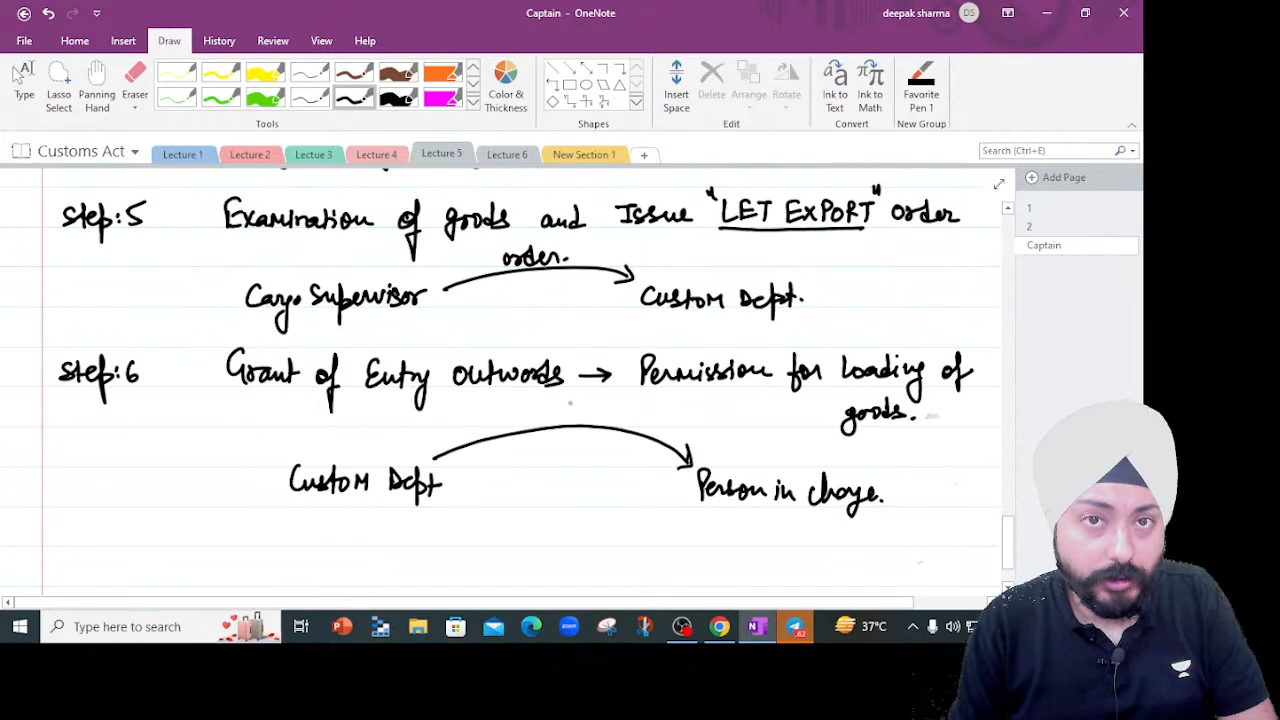 Captain - OneNote
deepak sharma DS
File Home Insert Draw History Review View Help
Type
Lasso Select
Panning Hand
Eraser
Color & Thickness
Insert Space
Delete
Arrange
Rotate
Ink to Text
Ink to Math
Favorite Pen 1
Tools Shapes Edit Convert New Group
Customs Act Lecture 1 Lecture 2 Lectue 3 Lecture 4 Lecture 5 Lecture 6 New Section 1 + Search (Ctrl+E)
Add Page
1
2
Captain
Step:5 Examination of goods and Issue "LET EXPORT" order
order.
Cargo Supervisor Custom Dept.
Step:6 Grant of Entry Outwords → Permission for loading of
goods.
Custom Dept Person in charge.
Type here to search
62
37°C